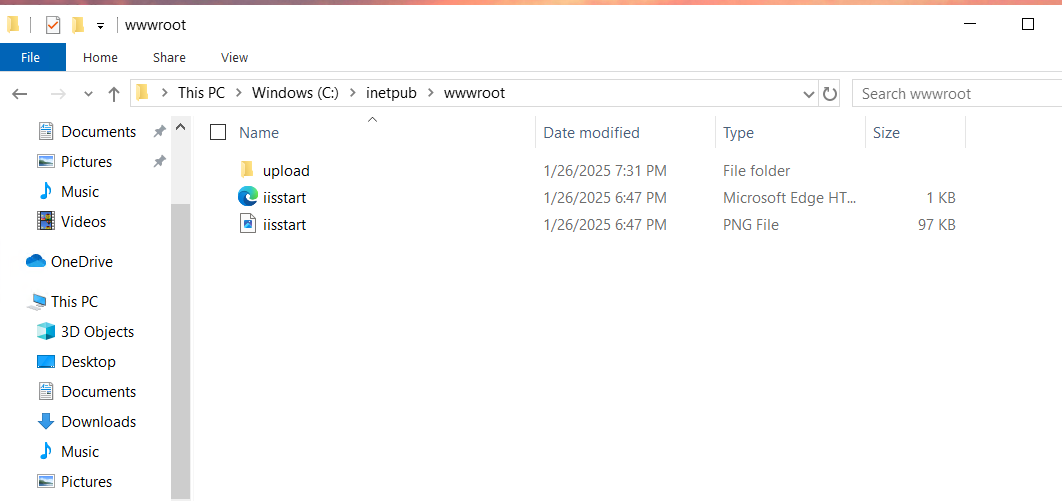 wwwroot
File Home Share View
This PC Windows (C:) inetpub wwwroot Search wwwroot
Documents
Pictures
Music
Videos
OneDrive
This PC
3D Objects
Desktop
Documents
Downloads
Music
Pictures
Name Date modified Type Size
upload 1/26/2025 7:31 PM File folder
iisstart 1/26/2025 6:47 PM Microsoft Edge HT... 1 KB
iisstart 1/26/2025 6:47 PM PNG File 97 KB